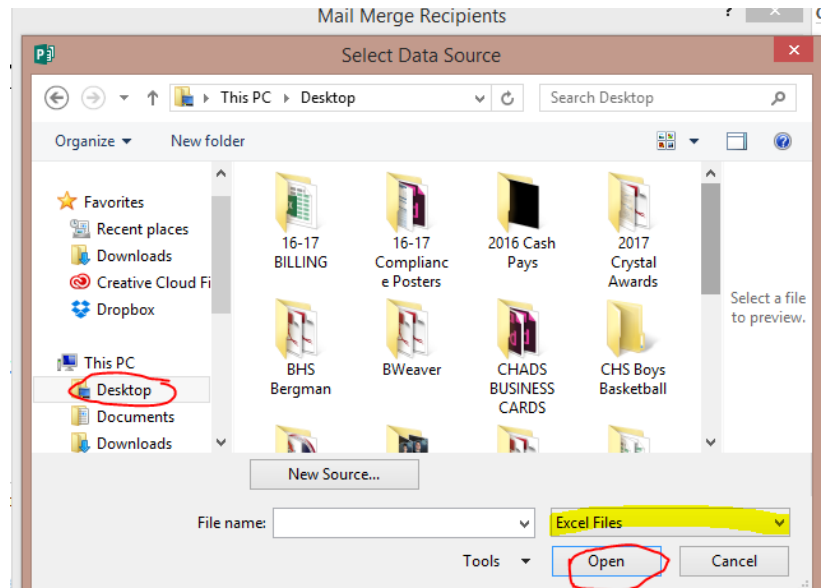 Mail Merge Recipients
?
Select Data Source
This PC
Desktop
Search Desktop
Organize
New folder
Favorites
Recent places
Downloads
Creative Cloud Fi
Dropbox
This PC
Desktop
Documents
Downloads
16-17
BILLING
16-17
Complianc
e Posters
2016 Cash
Pays
2017
Crystal
Awards
BHS
Bergman
BWeaver
CHADS
BUSINESS
CARDS
CHS Boys
Basketball
Select a file
to preview.
New Source...
File name:
Excel Files
Tools
Open
Cancel